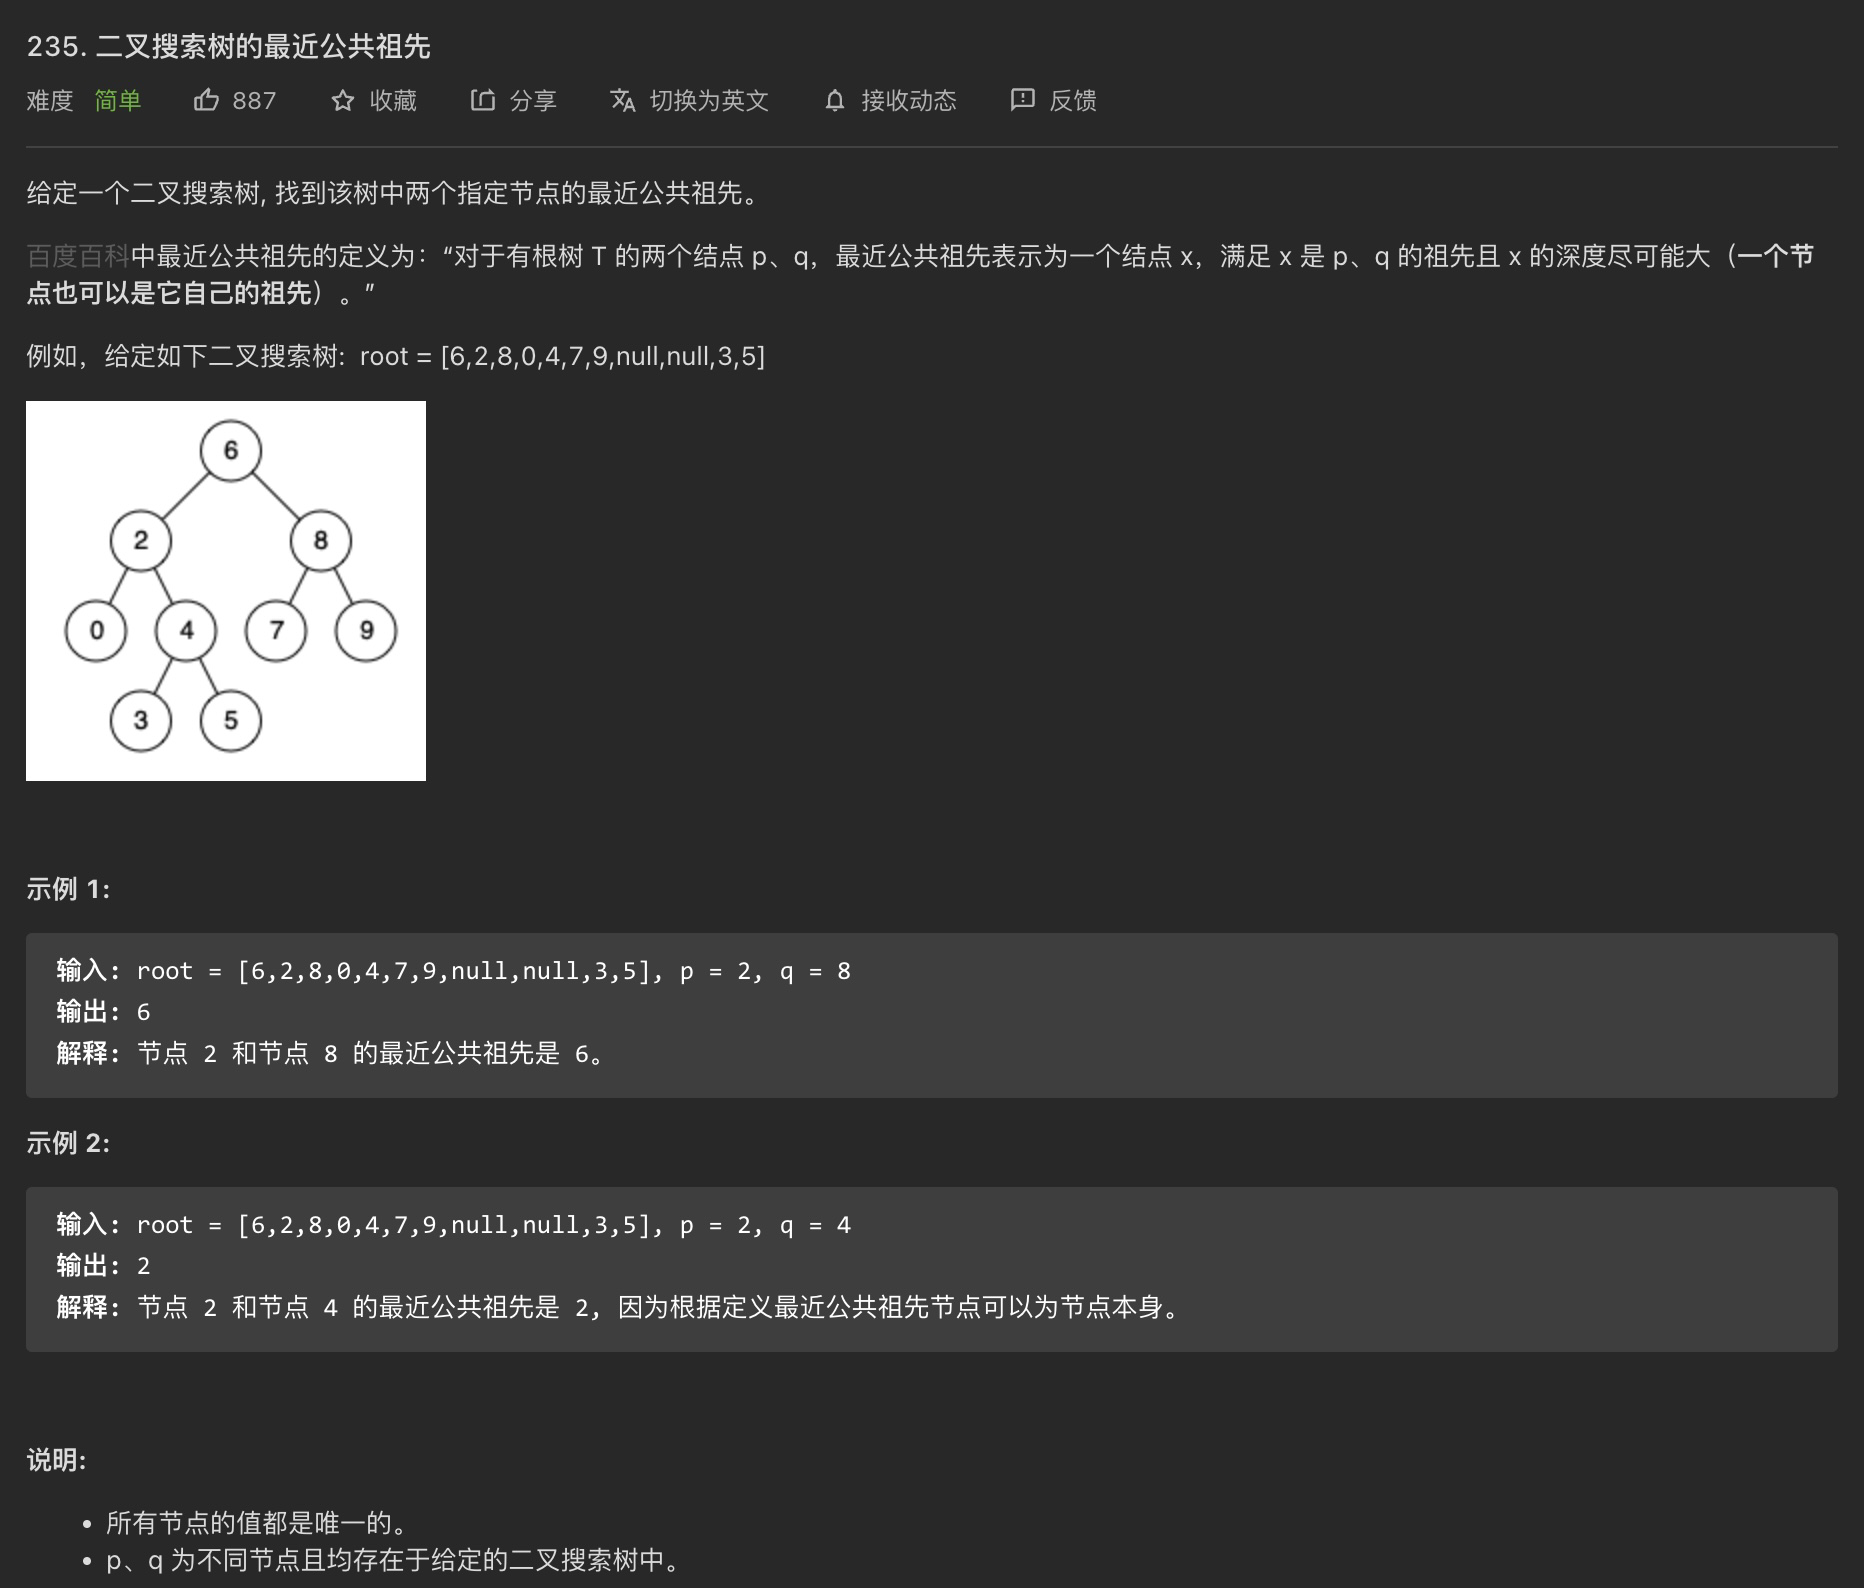 235. 二叉搜索树的最近公共祖先
难度 简单 887 收藏 分享 切换为英文 接收动态 反馈
给定一个二叉搜索树, 找到该树中两个指定节点的最近公共祖先。
百度百科中最近公共祖先的定义为：“对于有根树 T 的两个结点 p、q，最近公共祖先表示为一个结点 x，满足 x 是 p、q 的祖先且 x 的深度尽可能大（一个节
点也可以是它自己的祖先）。”
例如，给定如下二叉搜索树: root = [6,2,8,0,4,7,9,null,null,3,5]
6
2 8
0 4 7 9
3 5
示例 1:
输入: root = [6,2,8,0,4,7,9,null,null,3,5], p = 2, q = 8
输出: 6
解释: 节点 2 和节点 8 的最近公共祖先是 6。
示例 2:
输入: root = [6,2,8,0,4,7,9,null,null,3,5], p = 2, q = 4
输出: 2
解释: 节点 2 和节点 4 的最近公共祖先是 2, 因为根据定义最近公共祖先节点可以为节点本身。
说明:
• 所有节点的值都是唯一的。
• p、q 为不同节点且均存在于给定的二叉搜索树中。